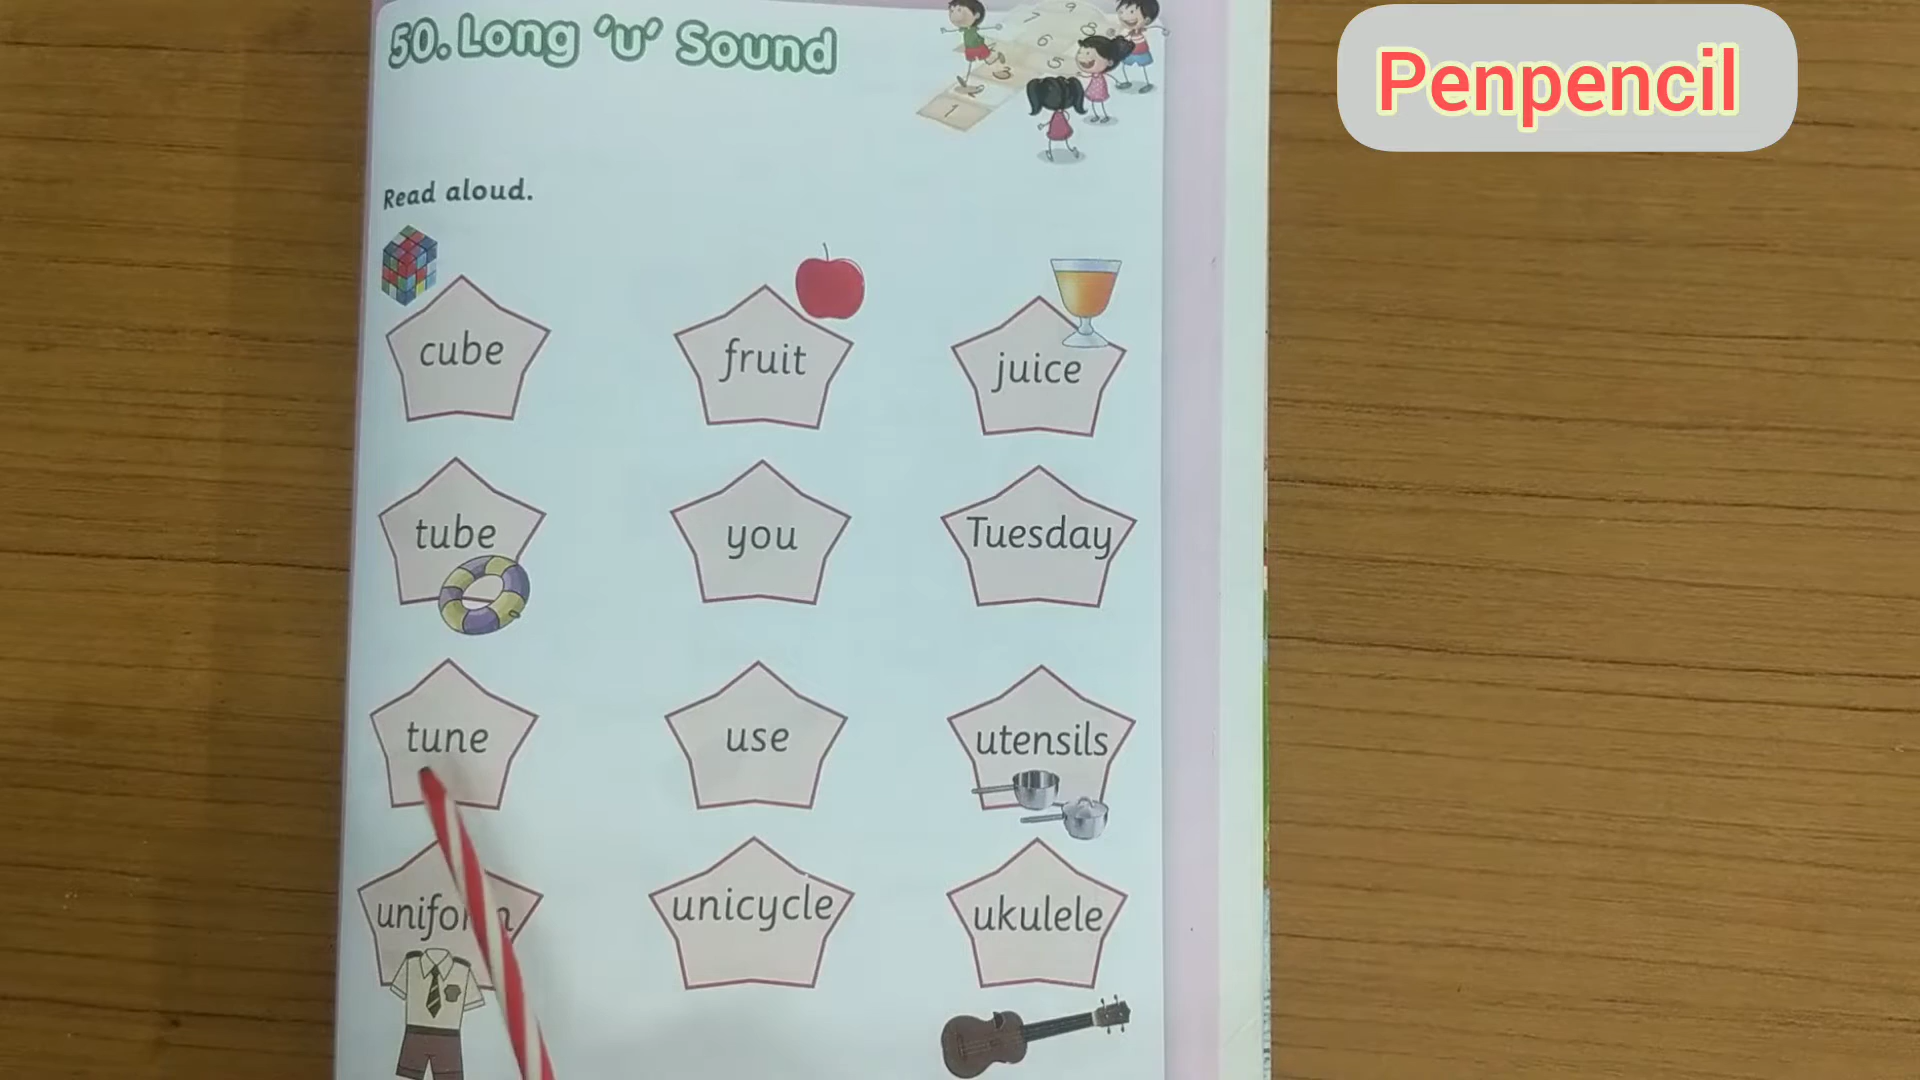 50. Long 'u' Sound
Penpencil
Read aloud.
cube
fruit
juice
tube
you
Tuesday
tune
use
utensils
unicycle
ukulele